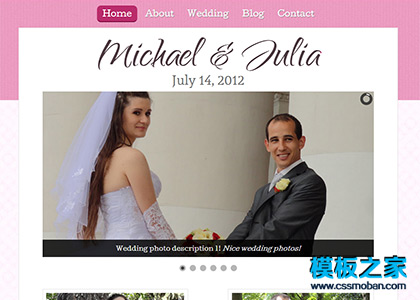 Home About Wedding Blog Contact
Michael & Julia
July 14, 2012
Wedding photo description 1! Nice wedding photos!
模板之家
www.cssmoban.com